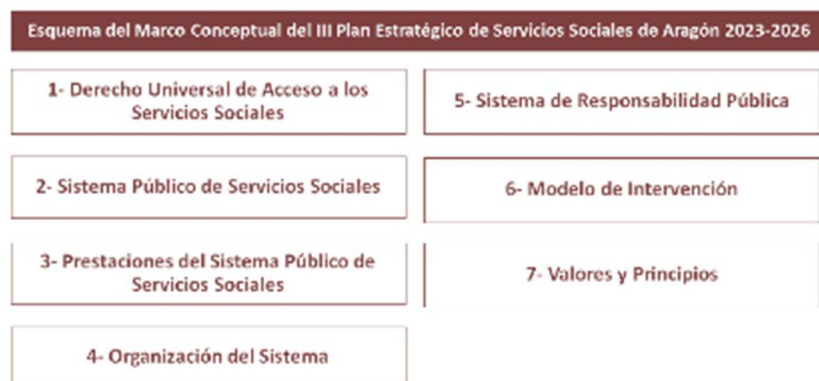 Esquema del Marco Conceptual del III Plan Estratégico de Servicios Sociales de Aragón 2023-2026
1- Derecho Universal de Acceso a los
Servicios Sociales
2- Sistema Público de Servicios Sociales
3- Prestaciones del Sistema Público de
Servicios Sociales
4- Organización del Sistema
5- Sistema de Responsabilidad Pública
6- Modelo de Intervención
7- Valores y Principios